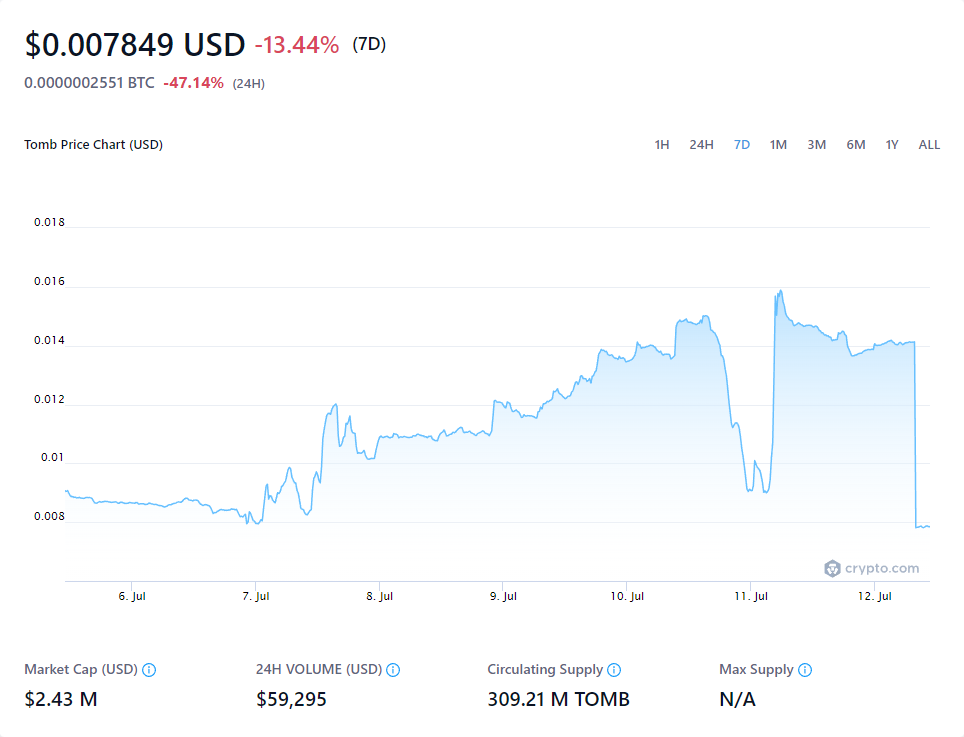 $0.007849 USD -13.44% (7D)
0.0000002551 BTC -47.14% (24H)
Tomb Price Chart (USD) 1H 24H 7D 1M 3M 6M 1Y ALL
0.018
0.016
0.014
0.012
0.01
0.008
crypto.com
6. Jul 7. Jul 8. Jul 9. Jul 10. Jul 11. Jul 12. Jul
Market Cap (USD) 24H VOLUME (USD) Circulating Supply Max Supply
$2.43 M $59,295 309.21 M TOMB N/A